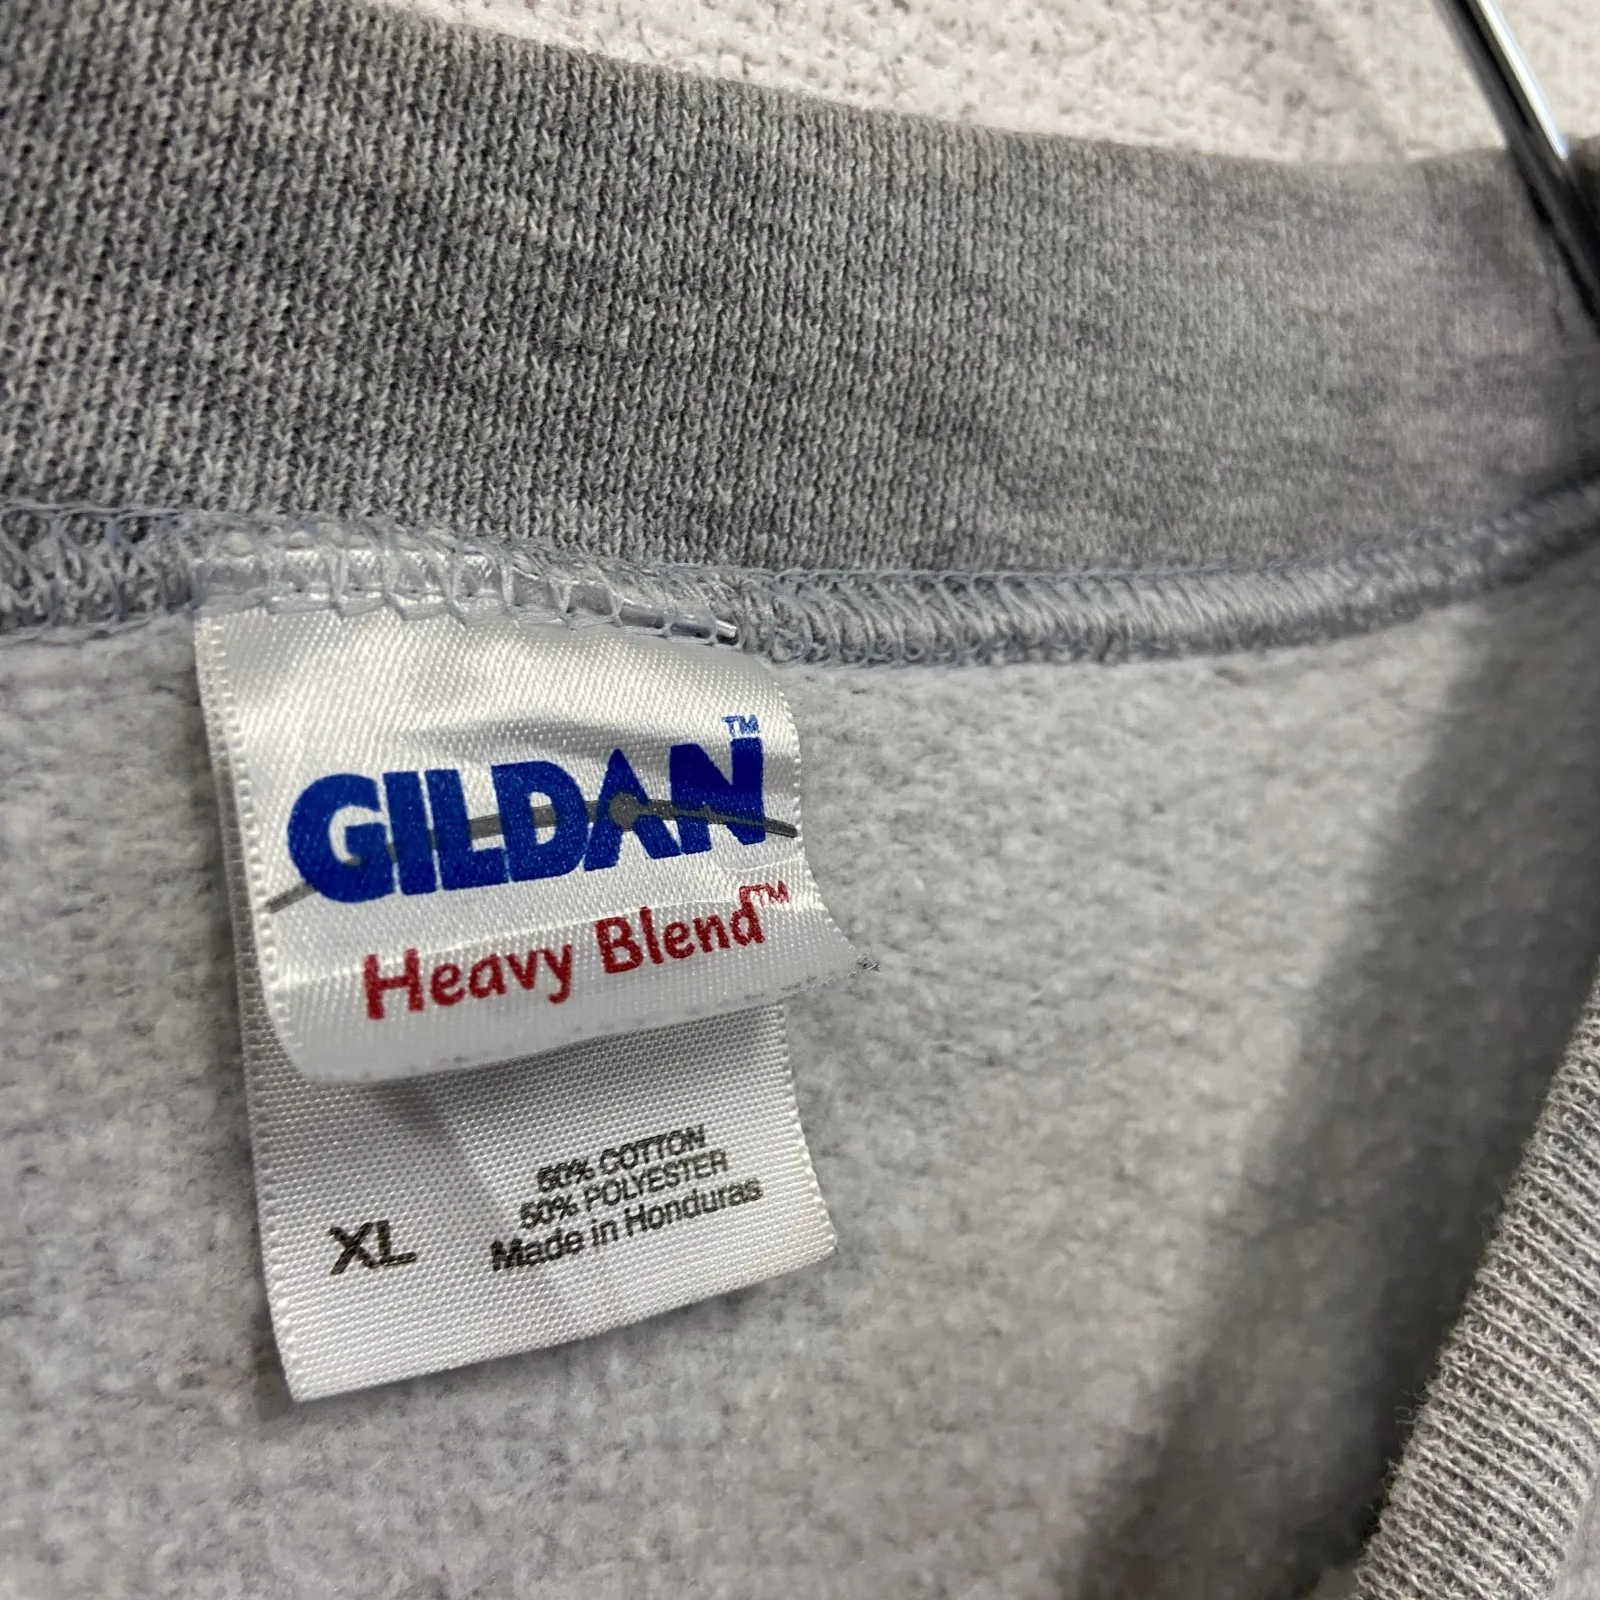 GILDAN™
Heavy Blend™
50% COTTON
50% POLYESTER
XL Made in Honduras